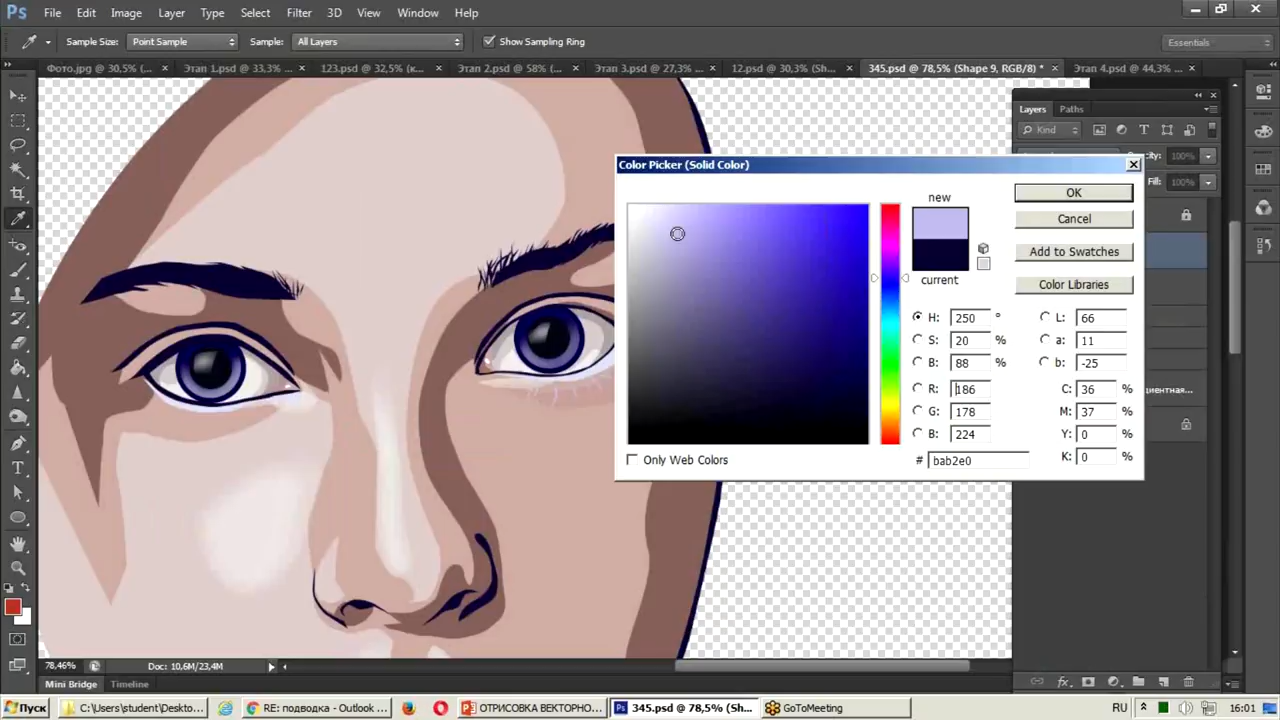 Ps File Edit Image Layer Type Select Filter 3D View Window Help
Sample Size: Point Sample Sample: All Layers Show Sampling Ring Essentials
Фото.jpg @ 30,5% (... Этап 1.psd @ 33,3% ... 123.psd @ 32,5% (к... Этап 2.psd @ 58% (... Этап 3.psd @ 27,3% ... 12.psd @ 30,3% (Sh... 345.psd @ 78,5% (Shape 9, RGB/8) * Этап 4.psd @ 44,3% ...
Layers Paths
Kind
Opacity: 100%
Fill: 100%
Color Picker (Solid Color)
new
current
OK
Cancel
Add to Swatches
Color Libraries
H: 250 ° L: 66
S: 20 % a: 11
B: 88 % b: -25
R: 186 C: 36 %
G: 178 M: 37 %
B: 224 Y: 0 %
# bab2e0 K: 0 %
Only Web Colors
циентная...
T
fx
78,46% Doc: 10,6M/23,4M
Mini Bridge Timeline
Пуск C:\Users\student\Deskto... RE: подводка - Outlook ... ОТРИСОВКА ВЕКТОРНО... Ps 345.psd @ 78,5% (Sh... GoToMeeting RU 16:01